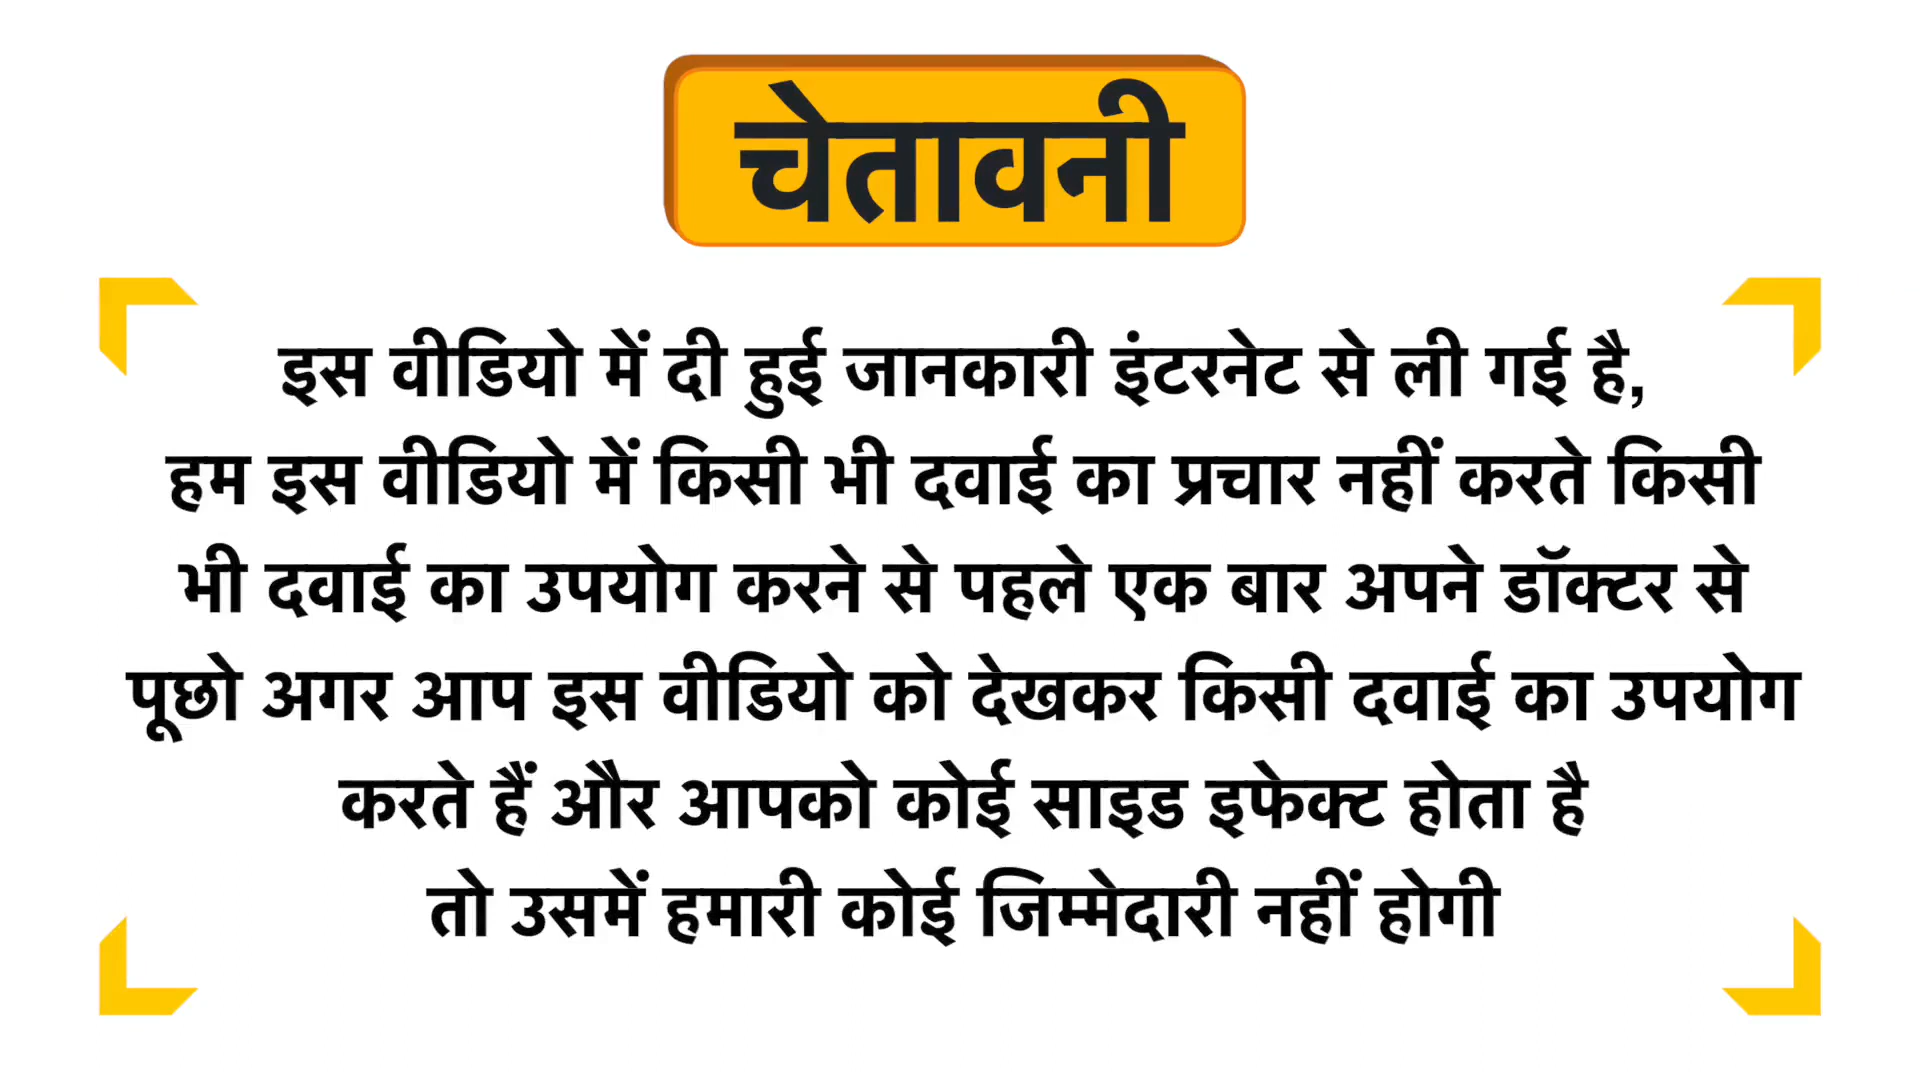 चेतावनी
इस वीडियो में दी हुई जानकारी इंटरनेट से ली गई है,
हम इस वीडियो में किसी भी दवाई का प्रचार नहीं करते किसी
भी दवाई का उपयोग करने से पहले एक बार अपने डॉक्टर से
पूछो अगर आप इस वीडियो को देखकर किसी दवाई का उपयोग
करते हैं और आपको कोई साइड इफेक्ट होता है
तो उसमें हमारी कोई जिम्मेदारी नहीं होगी